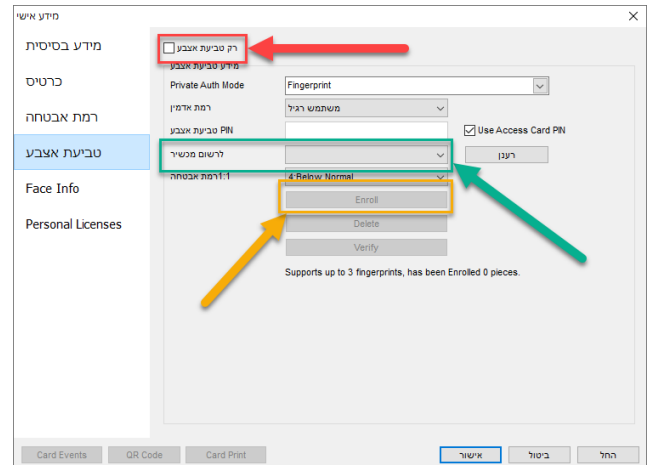 מידע אישי
מידע בסיסית
כרטיס
רמת אבטחה
טביעת אצבע
Face Info
Personal Licenses
רק טביעת אצבע
מידע טביעת אצבע
Private Auth Mode Fingerprint
רמת אדמין משתמש רגיל
PIN טביעת אצבע Use Access Card PIN
לרשום מכשיר רענן
1:1רמת אבטחה 4:Below Normal
Enroll
Delete
Verify
Supports up to 3 fingerprints, has been Enrolled 0 pieces.
Card Events QR Code Card Print אישור ביטול החל